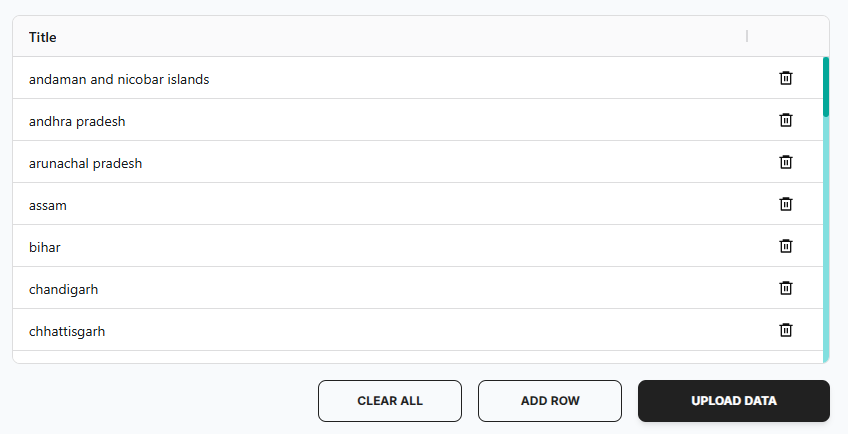 Title
andaman and nicobar islands
andhra pradesh
arunachal pradesh
assam
bihar
chandigarh
chhattisgarh
CLEAR ALL ADD ROW UPLOAD DATA